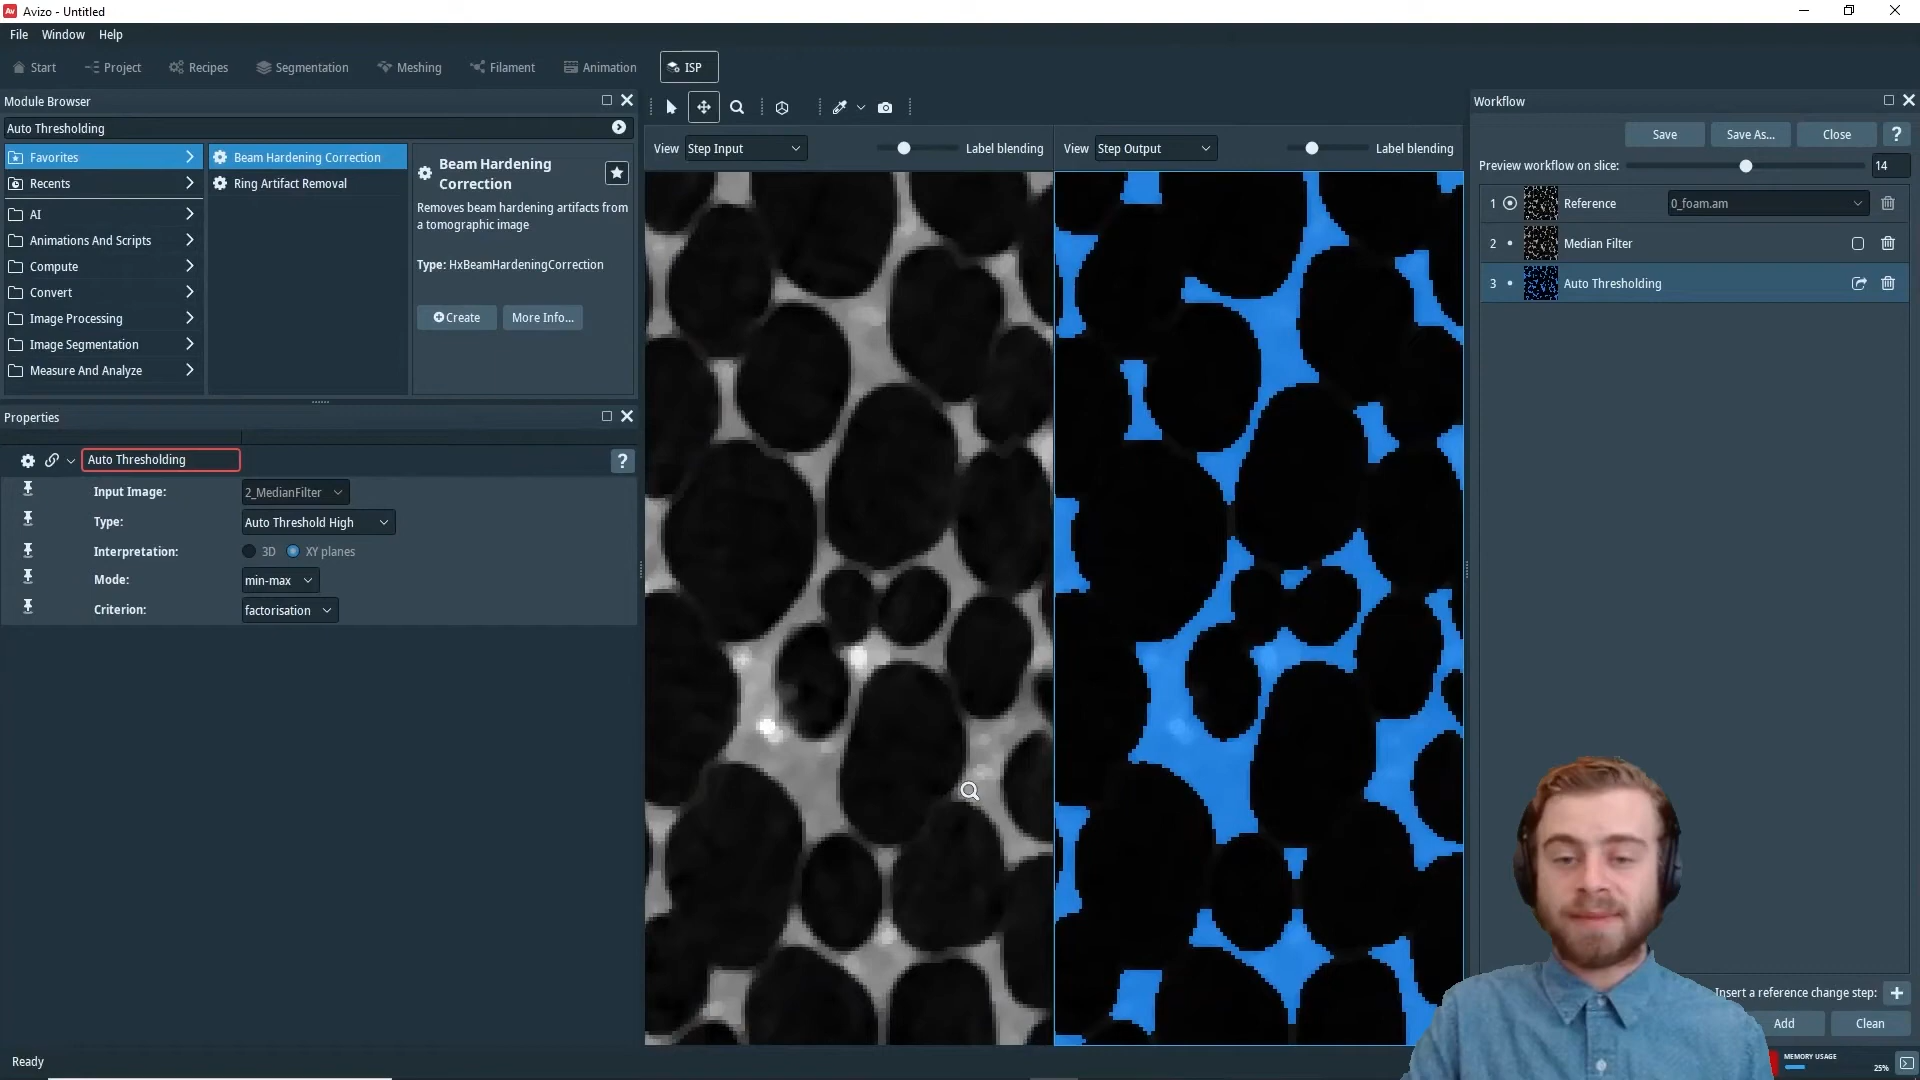 Av Avizo - Untitled
File Window Help
Start Project Recipes Segmentation Meshing Filament Animation ISP
Module Browser
Auto Thresholding
Favorites
Recents
AI
Animations And Scripts
Compute
Convert
Image Processing
Image Segmentation
Measure And Analyze
Beam Hardening Correction
Ring Artifact Removal
Beam Hardening
Correction
Removes beam hardening artifacts from
a tomographic image
Type: HxBeamHardeningCorrection
Create More Info...
Properties
Auto Thresholding ?
Input Image: 2_MedianFilter
Type: Auto Threshold High
Interpretation: 3D XY planes
Mode: min-max
Criterion: factorisation
View Step Input Label blending
View Step Output Label blending
Workflow
Save Save As... Close ?
Preview workflow on slice: 14
1 Reference 0_foam.am
2 Median Filter
3 Auto Thresholding
Insert a reference change step: +
Add Clean
Ready
MEMORY USAGE
25%